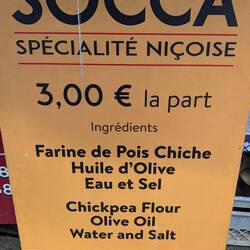 SOCCA
SPÉCIALITÉ NIÇOISE
3,00 € la part
Ingrédients
Farine de Pois Chiche
Huile d'Olive
Eau et Sel
Chickpea Flour
Olive Oil
Water and Salt